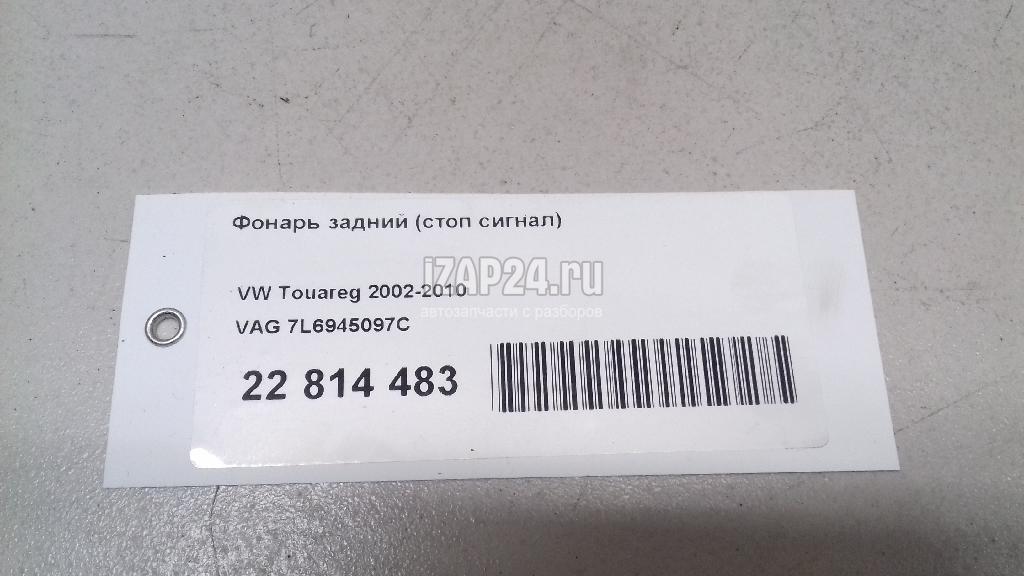 Фонарь задний (стоп сигнал)
iZAP24.ru
VW Touareg 2002-2010
автозапчасти с разборов
VAG 7L6945097C
22 814 483